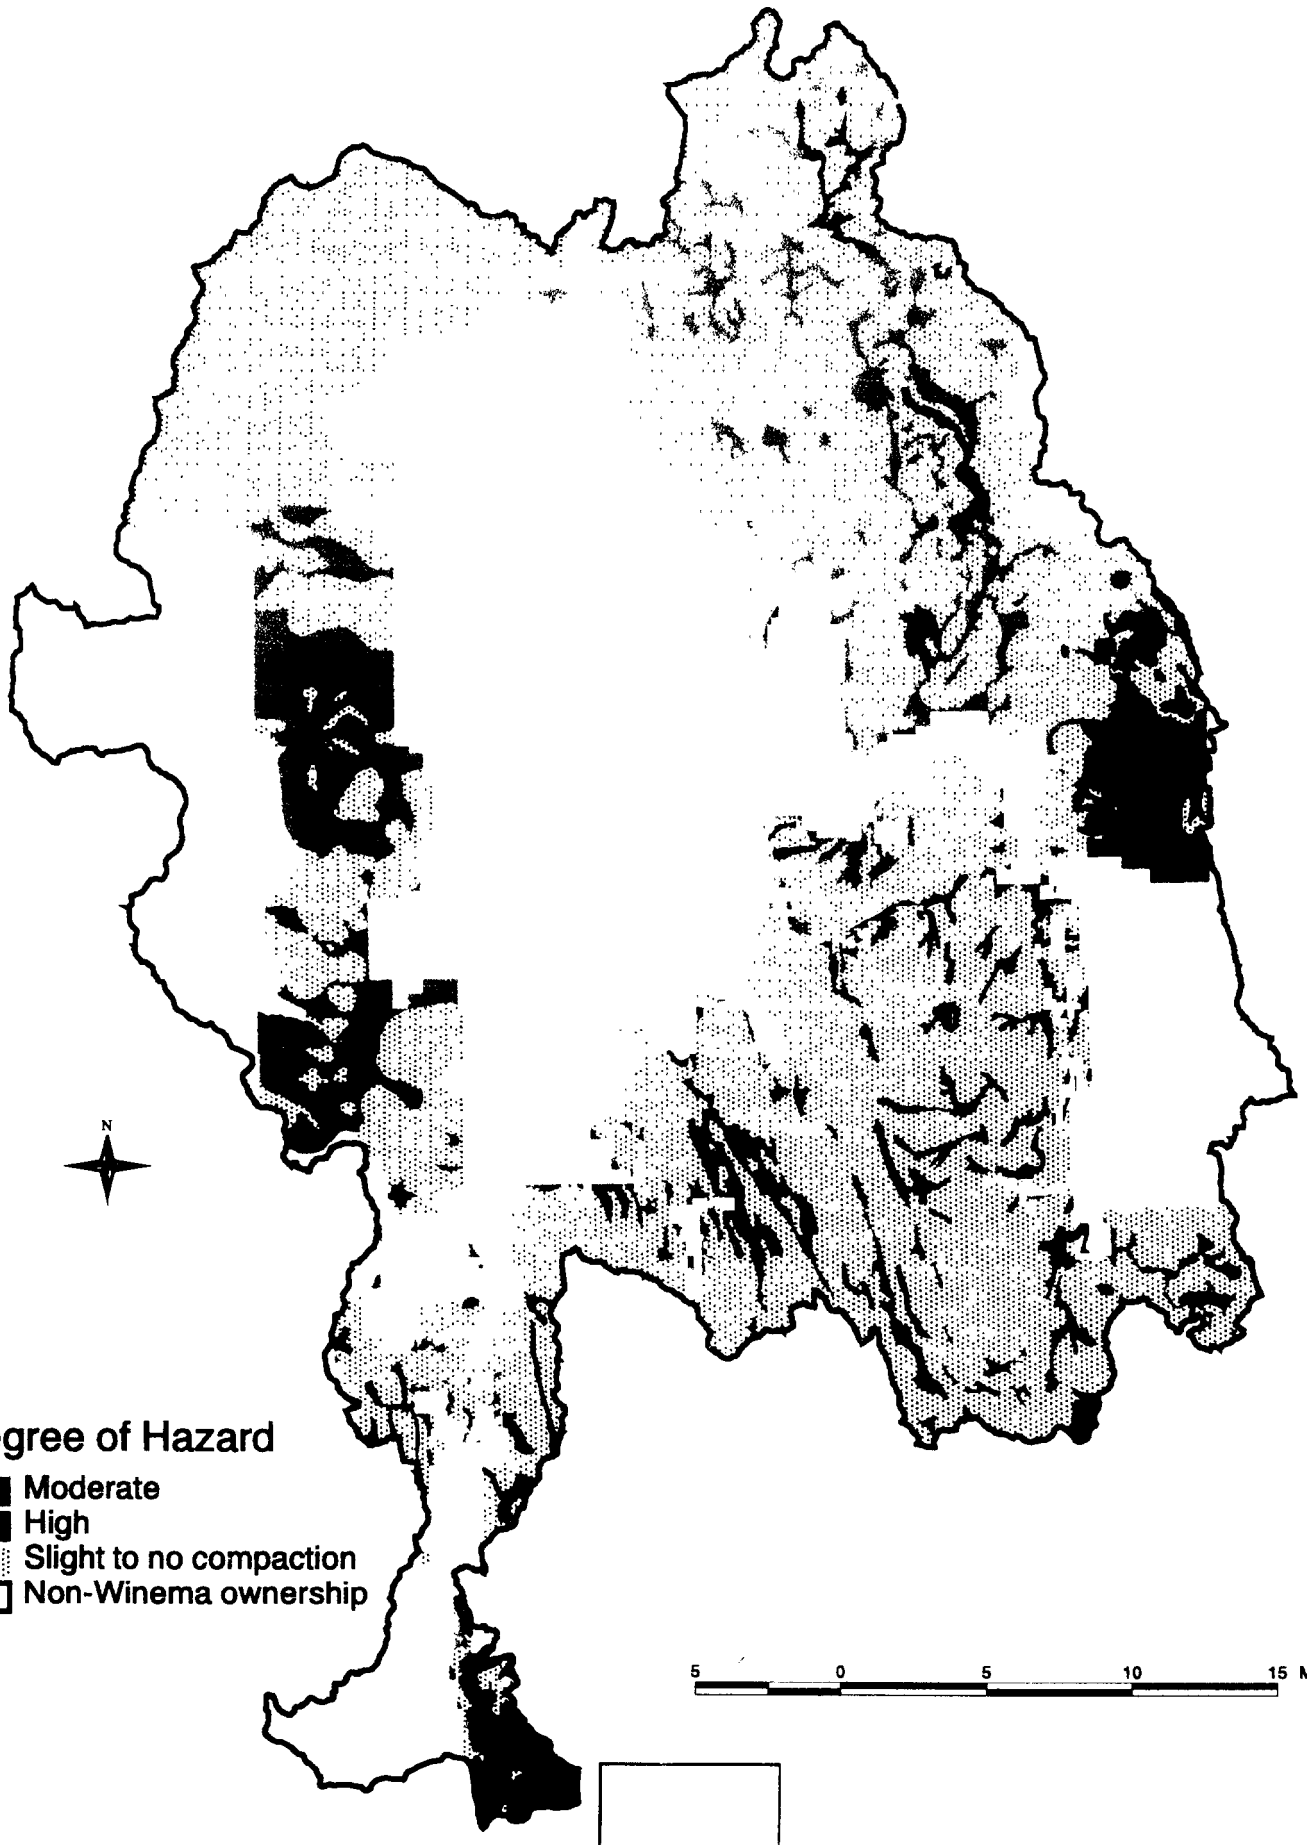 N
gree of Hazard
Moderate
High
Slight to no compaction
Non-Winema ownership
5 0 5 10 15 M